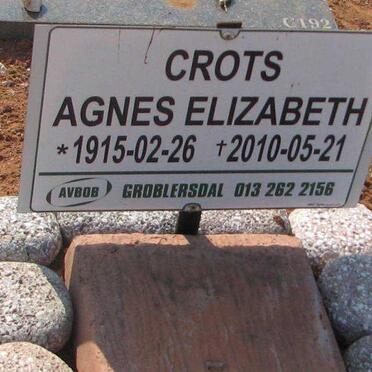 C192
CROTS
AGNES ELIZABETH
*1915-02-26 †2010-05-21
AVBOB GROBLERSDAL 013 262 2156